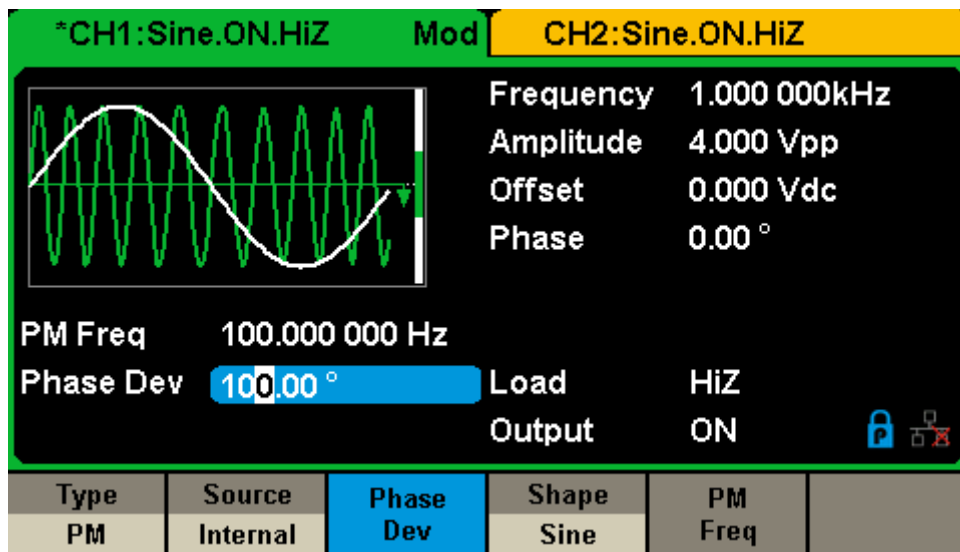 *CH1:Sine.ON.HiZ Mod CH2:Sine.ON.HiZ
Frequency 1.000 000kHz
Amplitude 4.000 Vpp
Offset 0.000 Vdc
Phase 0.00 °
PM Freq 100.000 000 Hz
Phase Dev 100.00 °
Load HiZ
Output ON
P
Type Source Phase Dev Shape PM Freq
PM Internal Sine